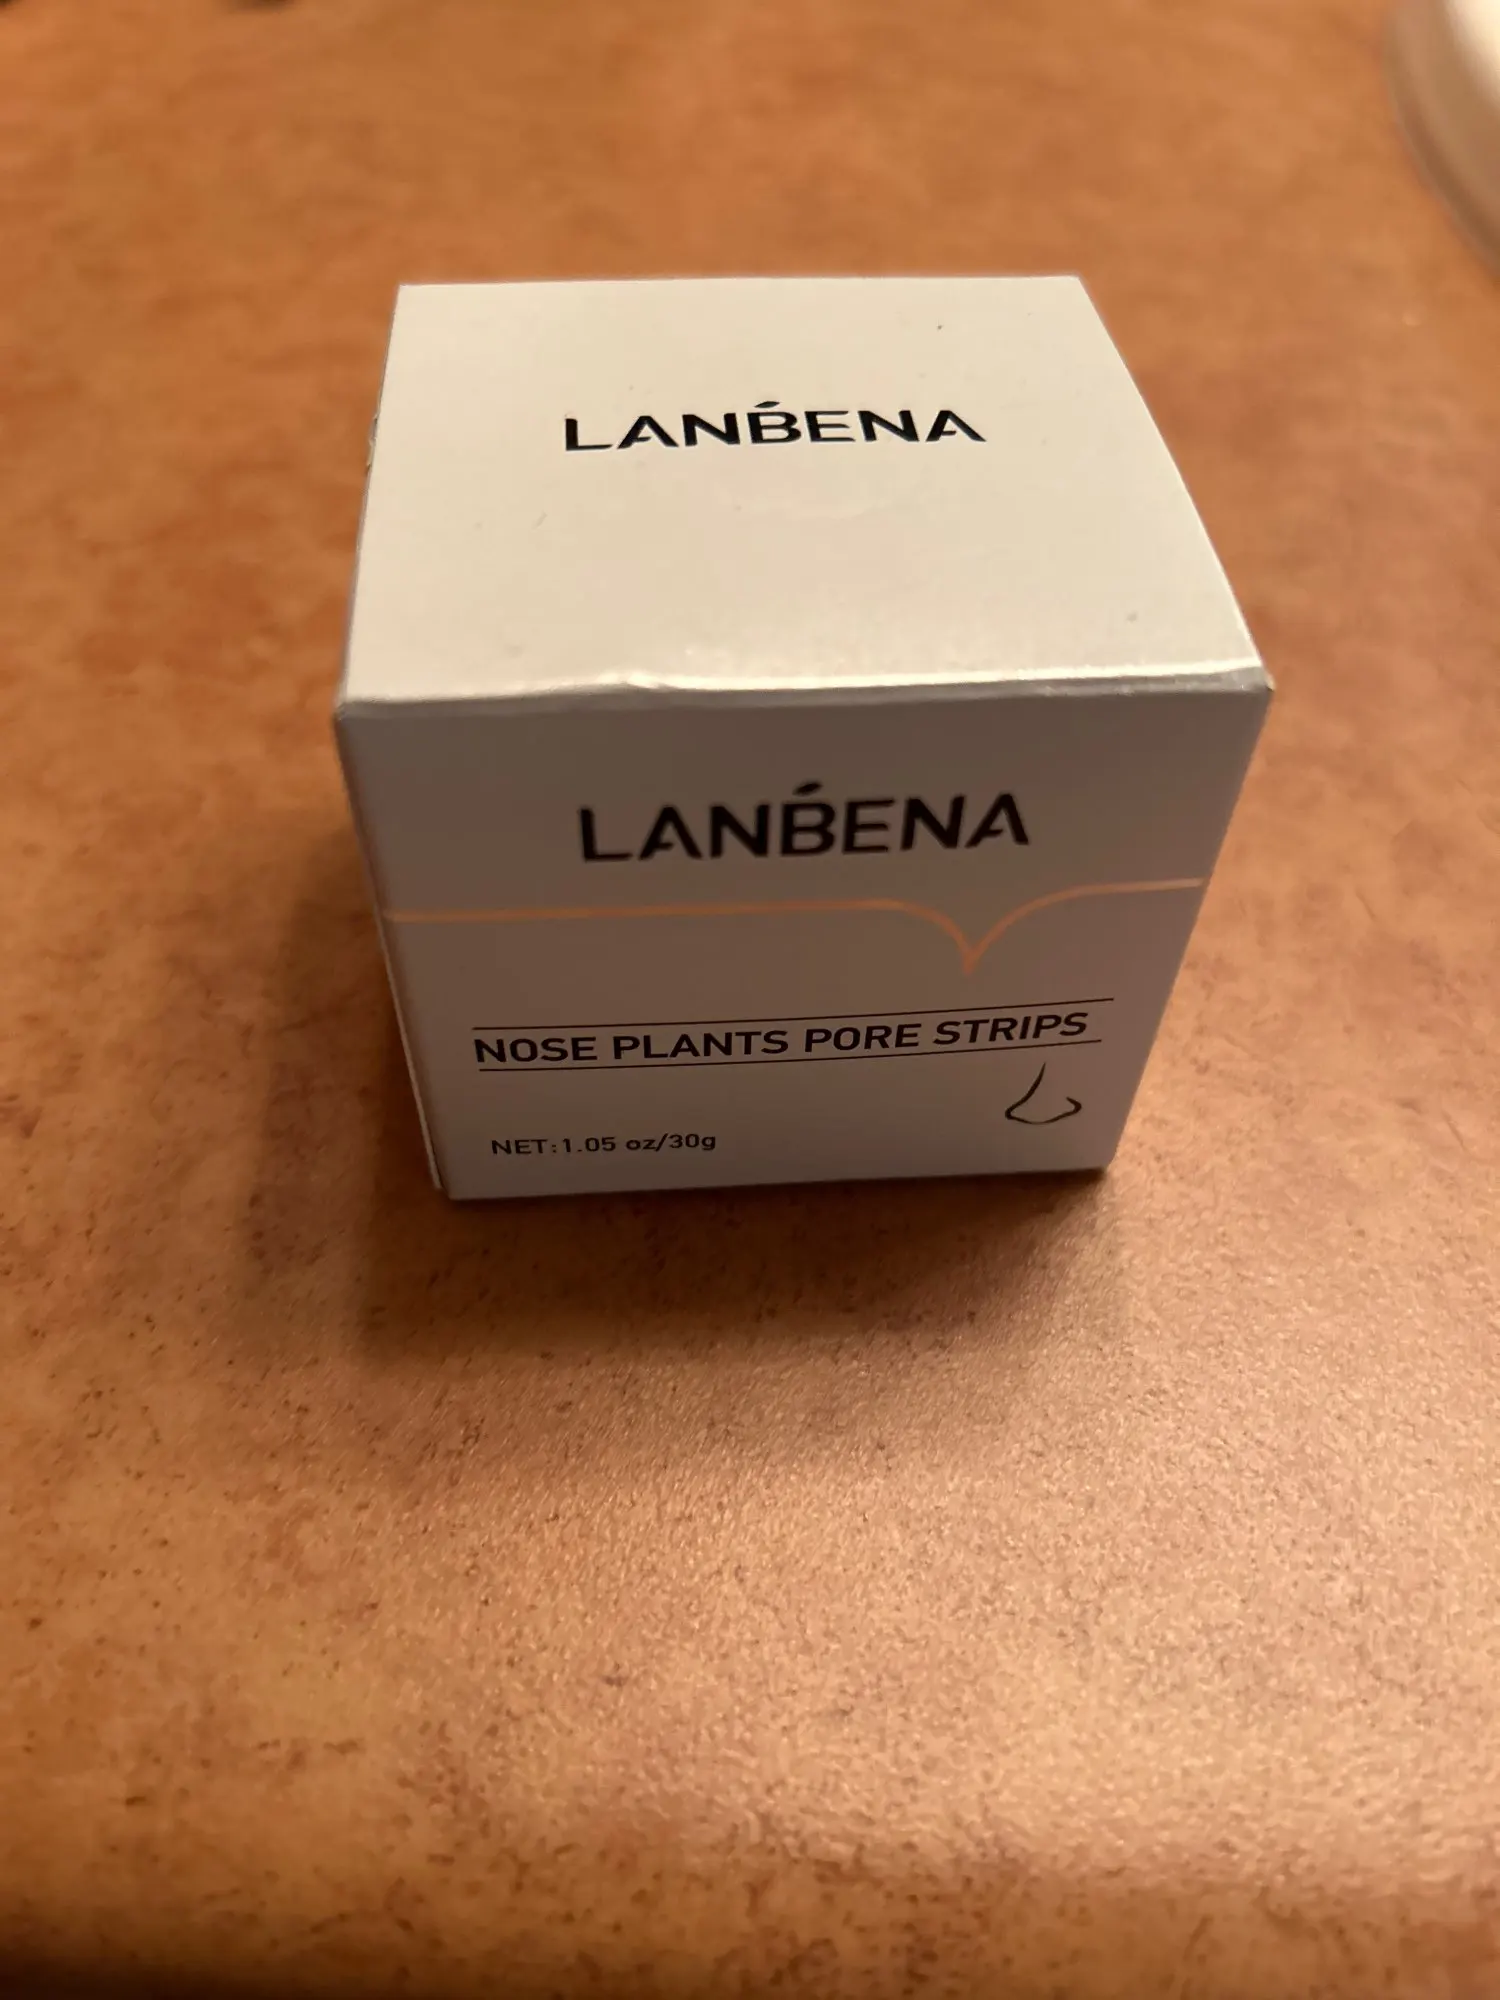 LANBENA
LANBENA
NOSE PLANTS PORE STRIPS
NET:1.05 oz/30g